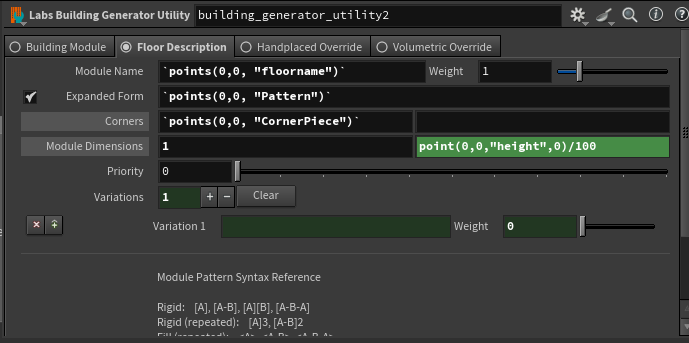 Labs Building Generator Utility building_generator_utility2
Building Module Floor Description Handplaced Override Volumetric Override
Module Name `points(0,0, "floorname")` Weight 1
Expanded Form `points(0,0, "Pattern")`
Corners `points(0,0, "CornerPiece")`
Module Dimensions 1 point(0,0,"height",0)/100
Priority 0
Variations 1 + − Clear
Variation 1 Weight 0
Module Pattern Syntax Reference
Rigid: [A], [A-B], [A][B], [A-B-A]
Rigid (repeated): [A]3, [A-B]2
Fill (repeated): <A>, <A-B>, <A-B-A>